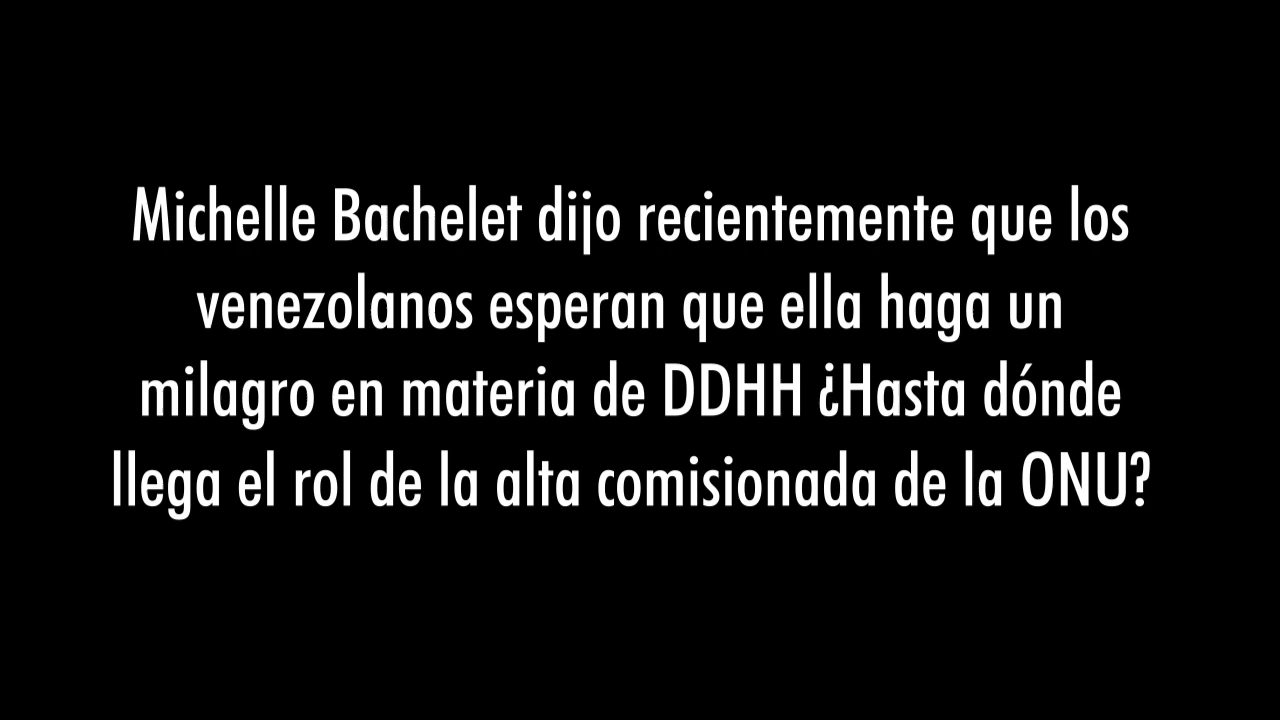 Michelle Bachelet dijo recientemente que los
venezolanos esperan que ella haga un
milagro en materia de DDHH ¿Hasta dónde
llega el rol de la alta comisionada de la ONU?